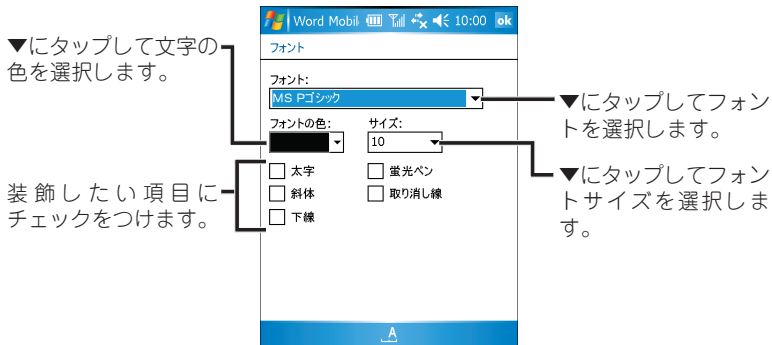 ▼にタップして文字の
色を選択します。
装飾したい項目に
チェックをつけます。
Word Mobil 10:00 ok
フォント
フォント:
MS Pゴシック
フォントの色: サイズ:
10
太字 蛍光ペン
斜体 取り消し線
下線
A
▼にタップしてフォン
トを選択します。
▼にタップしてフォン
トサイズを選択しま
す。